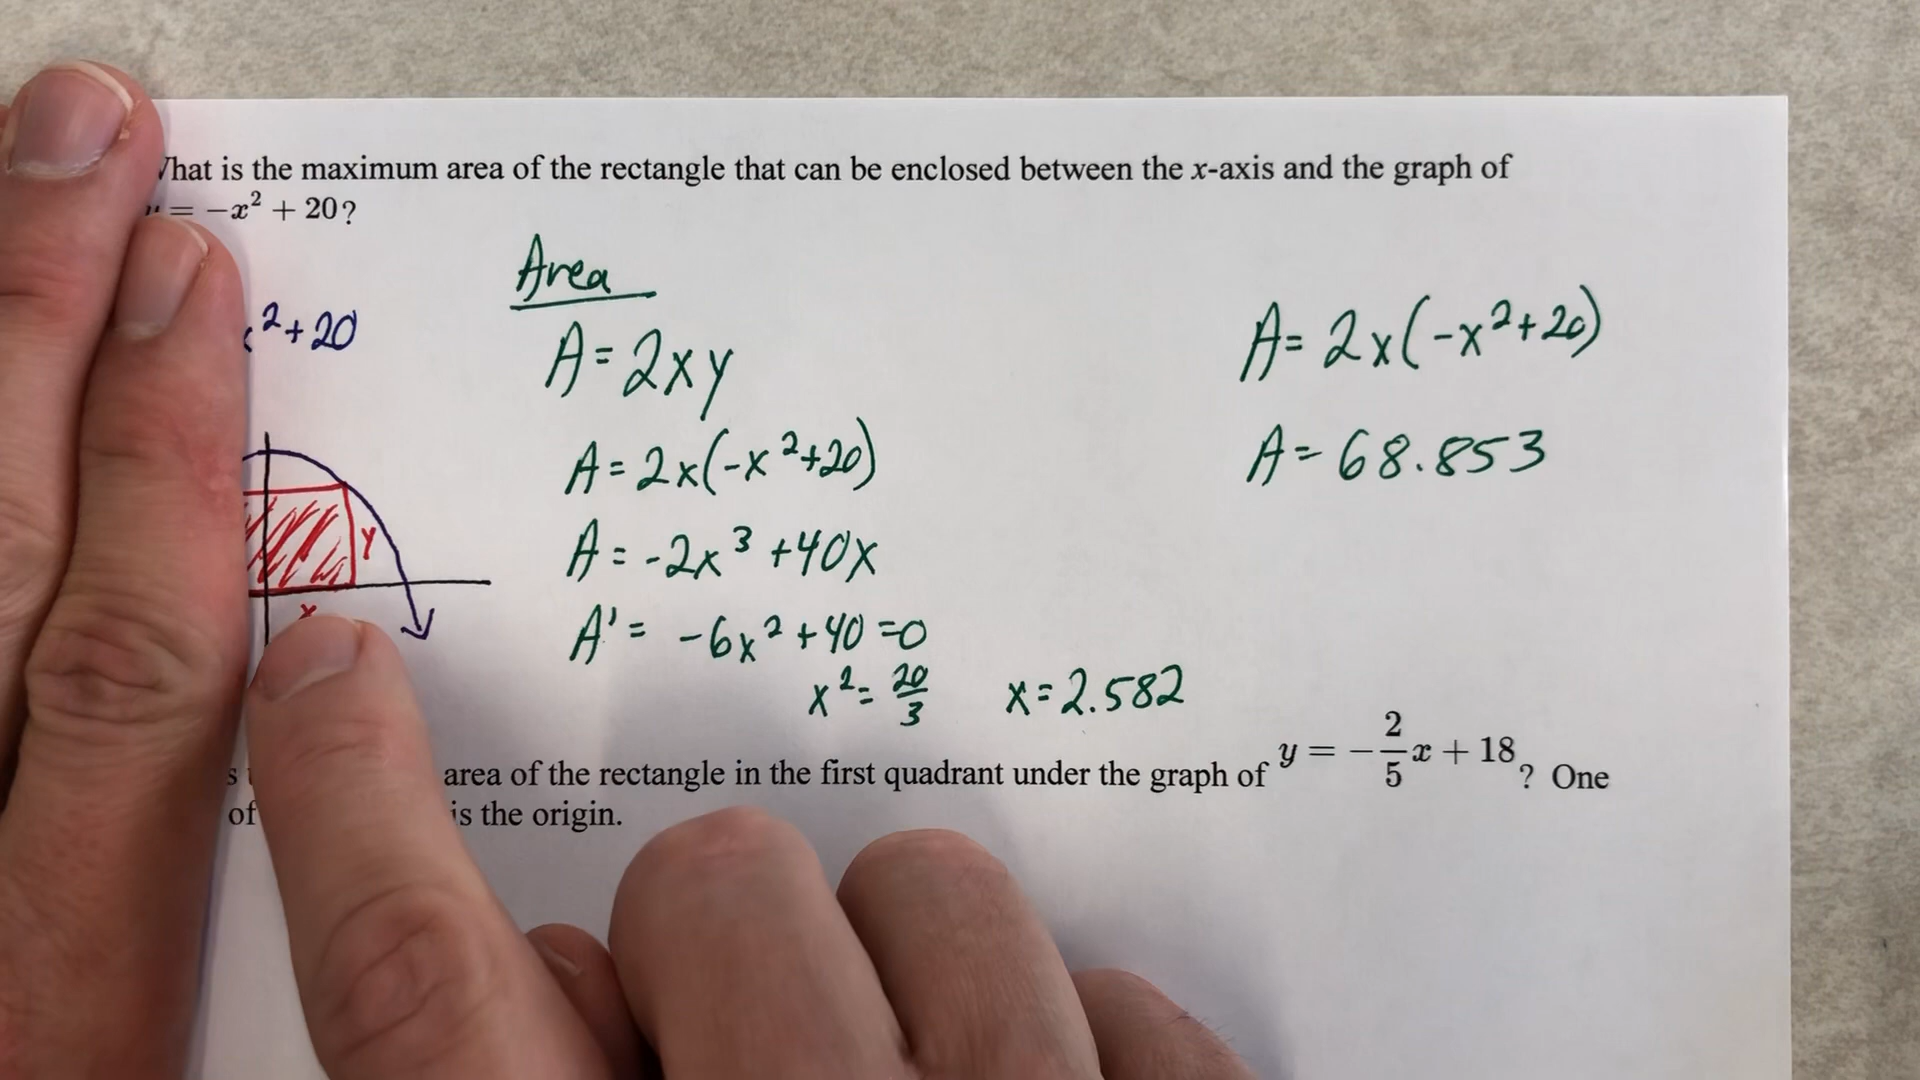 hat is the maximum area of the rectangle that can be enclosed between the x-axis and the graph of
= −x² + 20?
Area
²+20
A = 2xy
A = 2x(-x²+20)
A = -2x³ +40x
A' = -6x² +40 =0
x² = 20/3 x = 2.582
A = 2x(-x²+20)
A = 68.853
y
x
s area of the rectangle in the first quadrant under the graph of y = −2/5x + 18? One
of is the origin.